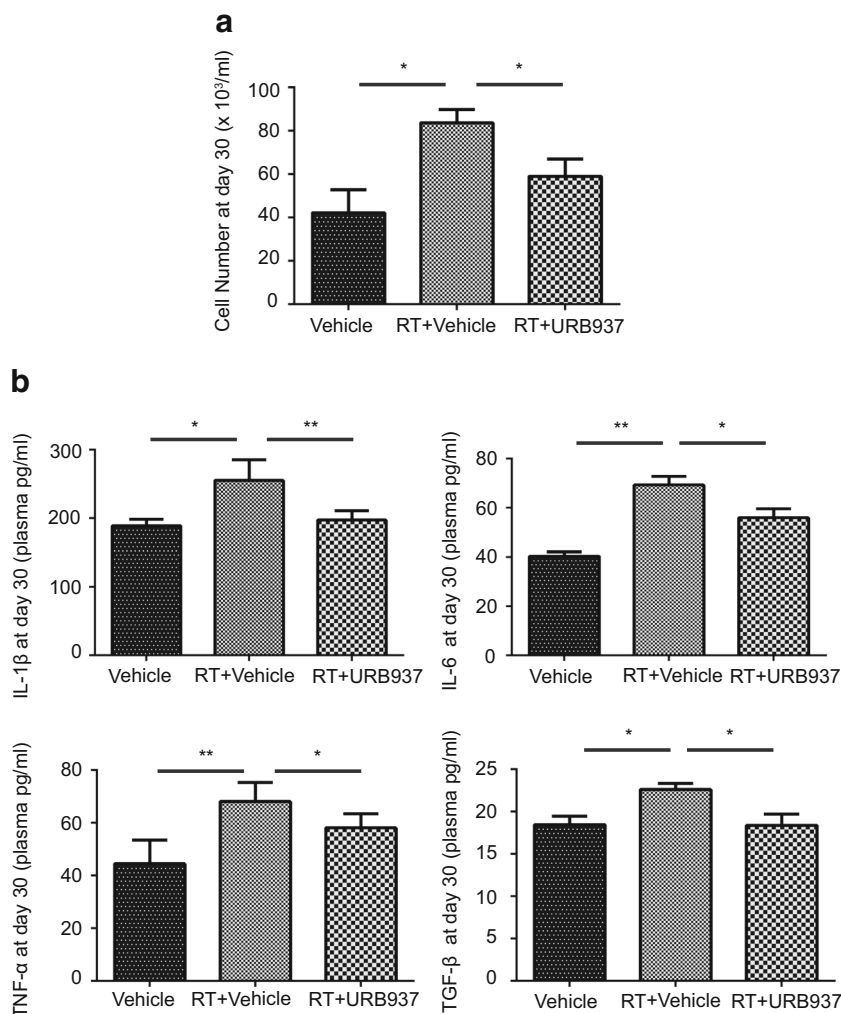 a
Cell Number at day 30 (x 10³/ml)
100
80
60
40
20
0
* *
Vehicle RT+Vehicle RT+URB937
b
IL-1β at day 30 (plasma pg/ml)
300
200
100
0
* **
Vehicle RT+Vehicle RT+URB937
IL-6 at day 30 (plasma pg/ml)
80
60
40
20
0
** *
Vehicle RT+Vehicle RT+URB937
TNF-α at day 30 (plasma pg/ml)
80
60
40
20
0
** *
Vehicle RT+Vehicle RT+URB937
TGF-β at day 30 (plasma pg/ml)
25
20
15
10
5
0
* *
Vehicle RT+Vehicle RT+URB937